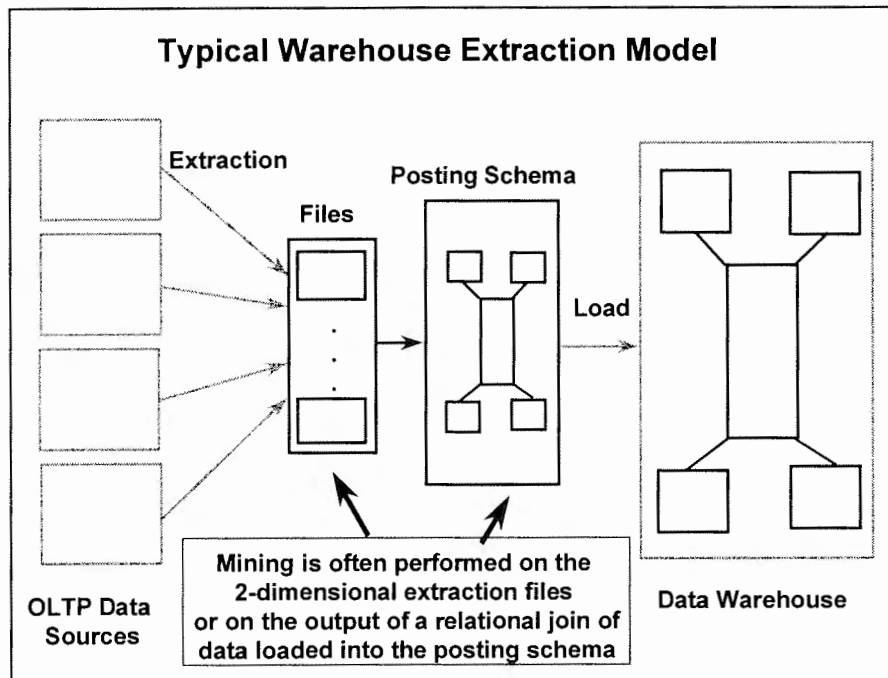 Typical Warehouse Extraction Model
Extraction
Files
Posting Schema
Load
Mining is often performed on the
2-dimensional extraction files
or on the output of a relational join of
data loaded into the posting schema
OLTP Data
Sources
Data Warehouse